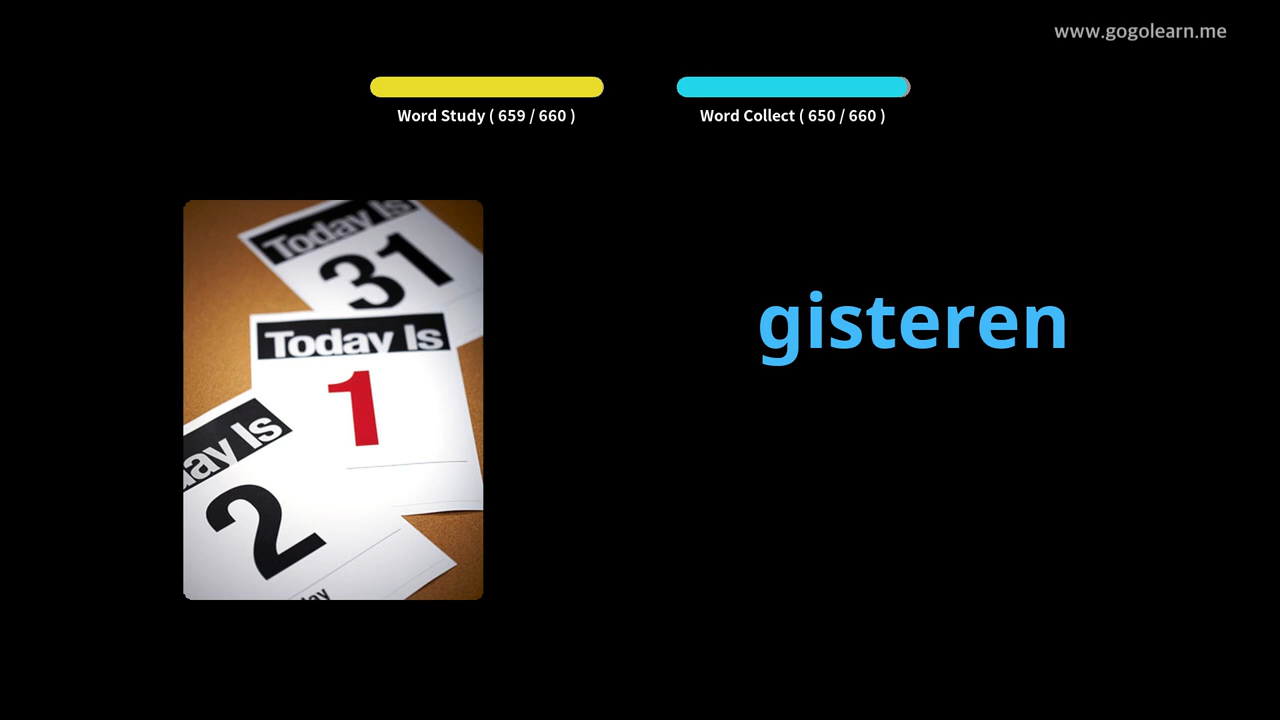 www.gogolearn.me
Word Study ( 659 / 660 )
Word Collect ( 650 / 660 )
Today Is
31
Today Is
1
gisteren
ay Is
2
ay